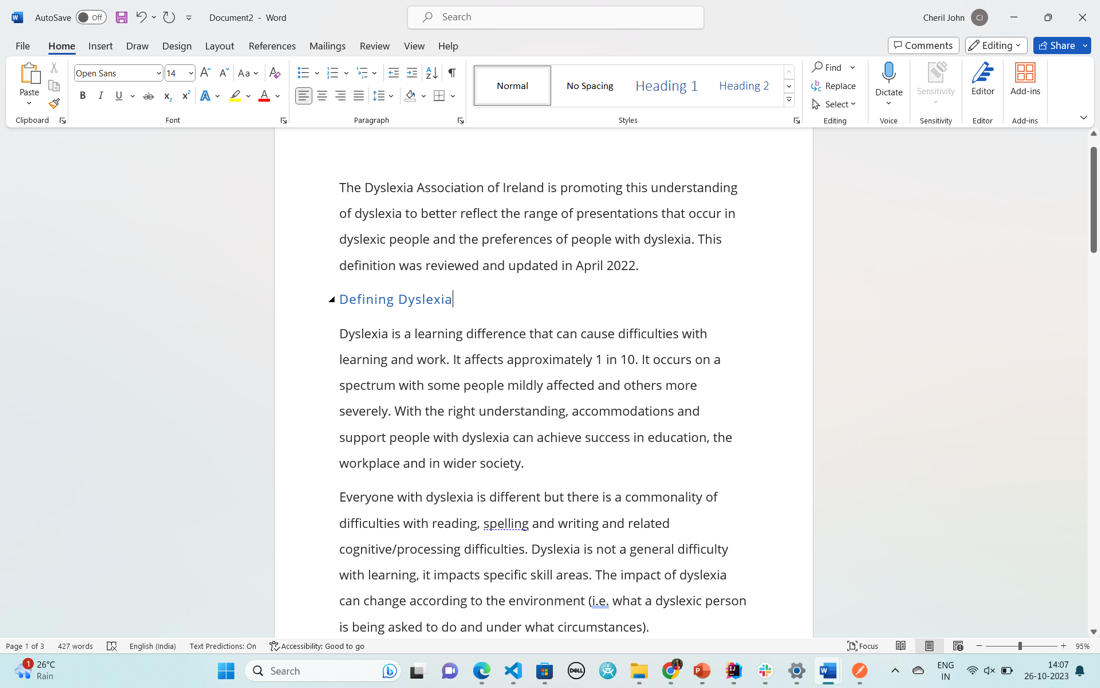 AutoSave Off Document2 - Word Search Cheril John CJ
File Home Insert Draw Design Layout References Mailings Review View Help Comments Editing Share
Paste
Open Sans 14 Aa
B I U ab x₂ x² A A
Normal No Spacing Heading 1 Heading 2
Find
Replace
Select
Dictate Sensitivity Editor Add-ins
Clipboard Font Paragraph Styles Editing Voice Sensitivity Editor Add-ins
The Dyslexia Association of Ireland is promoting this understanding
of dyslexia to better reflect the range of presentations that occur in
dyslexic people and the preferences of people with dyslexia. This
definition was reviewed and updated in April 2022.
Defining Dyslexia
Dyslexia is a learning difference that can cause difficulties with
learning and work. It affects approximately 1 in 10. It occurs on a
spectrum with some people mildly affected and others more
severely. With the right understanding, accommodations and
support people with dyslexia can achieve success in education, the
workplace and in wider society.
Everyone with dyslexia is different but there is a commonality of
difficulties with reading, spelling and writing and related
cognitive/processing difficulties. Dyslexia is not a general difficulty
with learning, it impacts specific skill areas. The impact of dyslexia
can change according to the environment (i.e. what a dyslexic person
is being asked to do and under what circumstances).
Page 1 of 3 427 words English (India) Text Predictions: On Accessibility: Good to go Focus 95%
1 26°C
Rain
Search
DELL
1
ENG
IN
14:07
26-10-2023